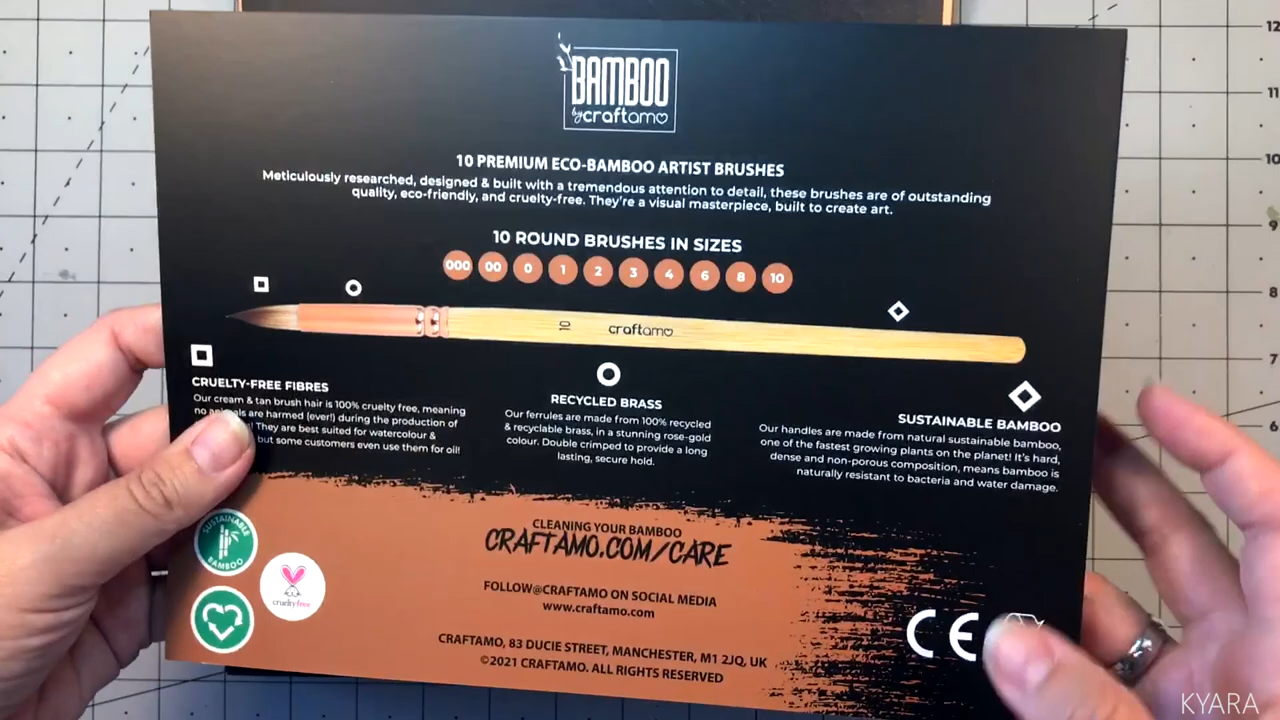 BAMBOO
by craftamo
10 PREMIUM ECO-BAMBOO ARTIST BRUSHES
Meticulously researched, designed & built with a tremendous attention to detail, these brushes are of outstanding
quality, eco-friendly, and cruelty-free. They're a visual masterpiece, built to create art.
10 ROUND BRUSHES IN SIZES
000 00 0 1 2 3 4 6 8 10
10 craftamo
CRUELTY-FREE FIBRES
Our cream & tan brush hair is 100% cruelty free, meaning
no animals are harmed (ever!) during the production of
They are best suited for watercolour &
but some customers even use them for oil!
RECYCLED BRASS
Our ferrules are made from 100% recycled
& recyclable brass, in a stunning rose-gold
colour. Double crimped to provide a long
lasting, secure hold.
SUSTAINABLE BAMBOO
Our handles are made from natural sustainable bamboo,
one of the fastest growing plants on the planet! It's hard,
dense and non-porous composition, means bamboo is
naturally resistant to bacteria and water damage.
SUSTAINABLE
BAMBOO
crueltyfree
CLEANING YOUR BAMBOO
CRAFTAMO.COM/CARE
FOLLOW@CRAFTAMO ON SOCIAL MEDIA
www.craftamo.com
CRAFTAMO, 83 DUCIE STREET, MANCHESTER, M1 2JQ, UK
©2021 CRAFTAMO. ALL RIGHTS RESERVED
CE
12
11
10
9
8
7
6
KYARA